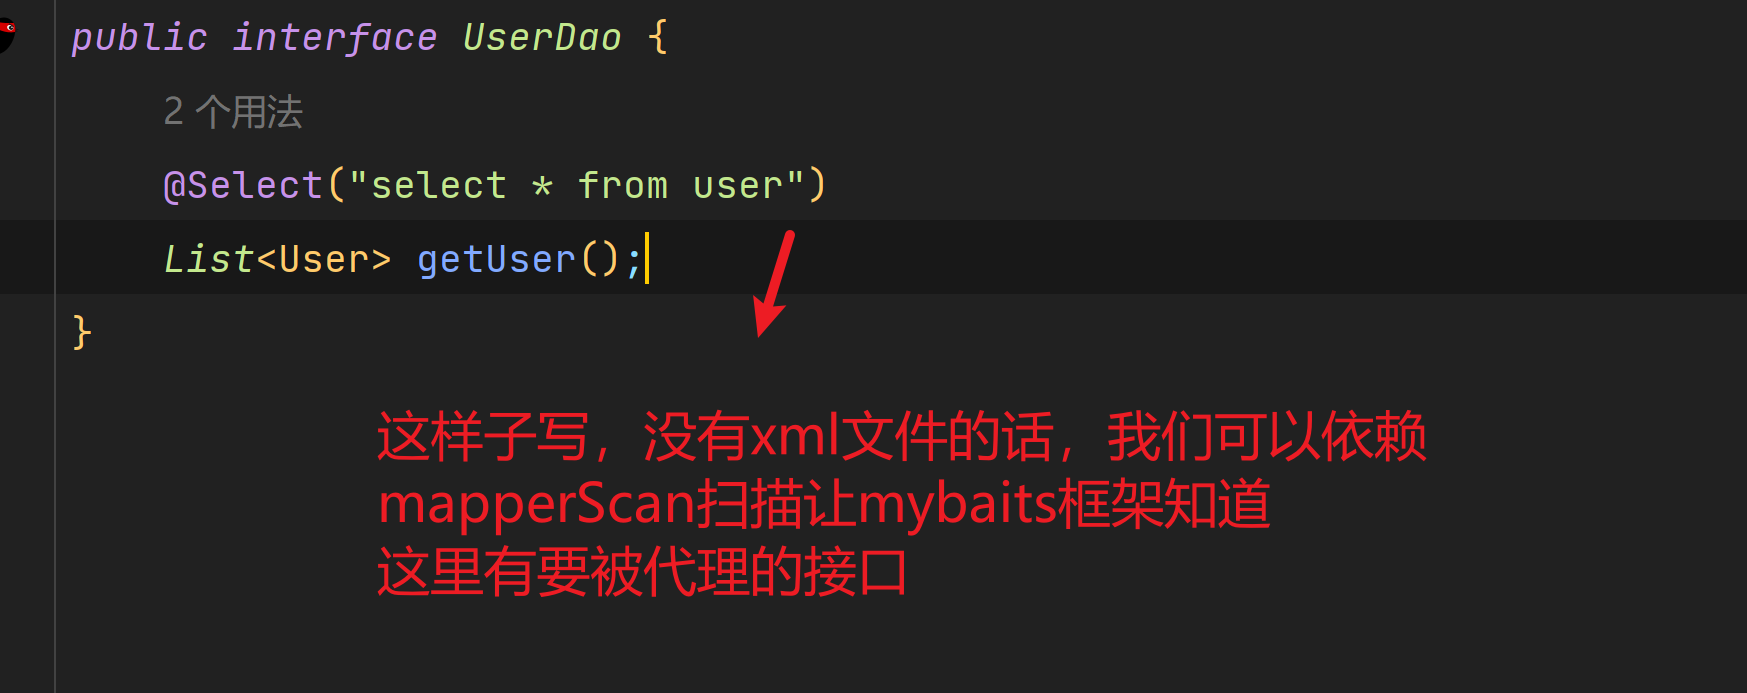 public interface UserDao {
2 个用法
@Select("select * from user")
List<User> getUser();
}
这样子写，没有xml文件的话，我们可以依赖
mapperScan扫描让mybaits框架知道
这里有要被代理的接口